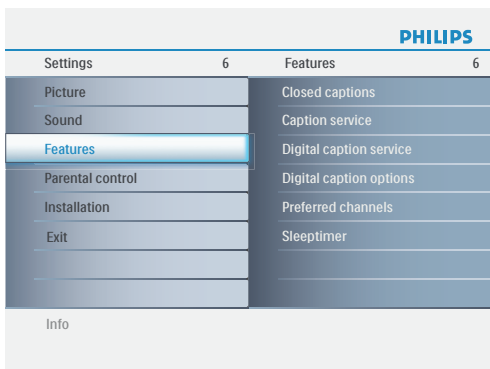 PHILIPS
Settings 6 Features 6
Picture Closed captions
Sound Caption service
Features Digital caption service
Parental control Digital caption options
Installation Preferred channels
Exit Sleeptimer
Info